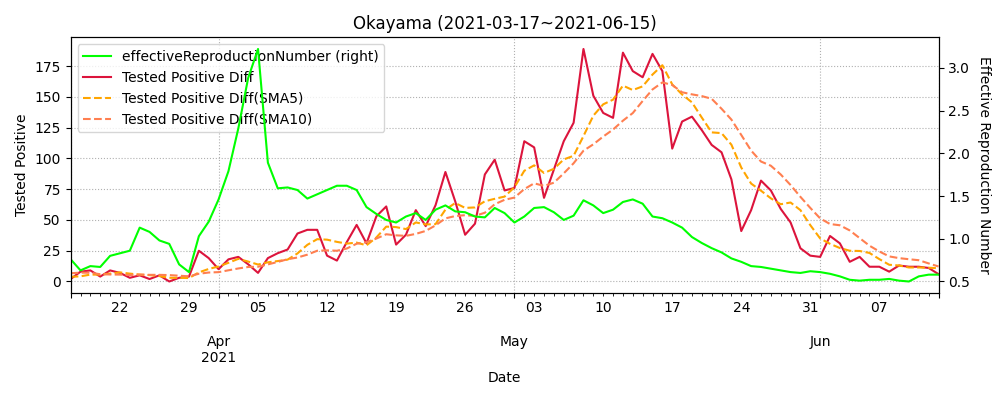 Okayama (2021-03-17~2021-06-15)
effectiveReproductionNumber (right)
Tested Positive Diff
Tested Positive Diff(SMA5)
Tested Positive Diff(SMA10)
Tested Positive
175
150
125
100
75
50
25
0
Effective Reproduction Number
3.0
2.5
2.0
1.5
1.0
0.5
22 29 05 12 19 26 03 10 17 24 31 07
Apr May Jun
2021
Date